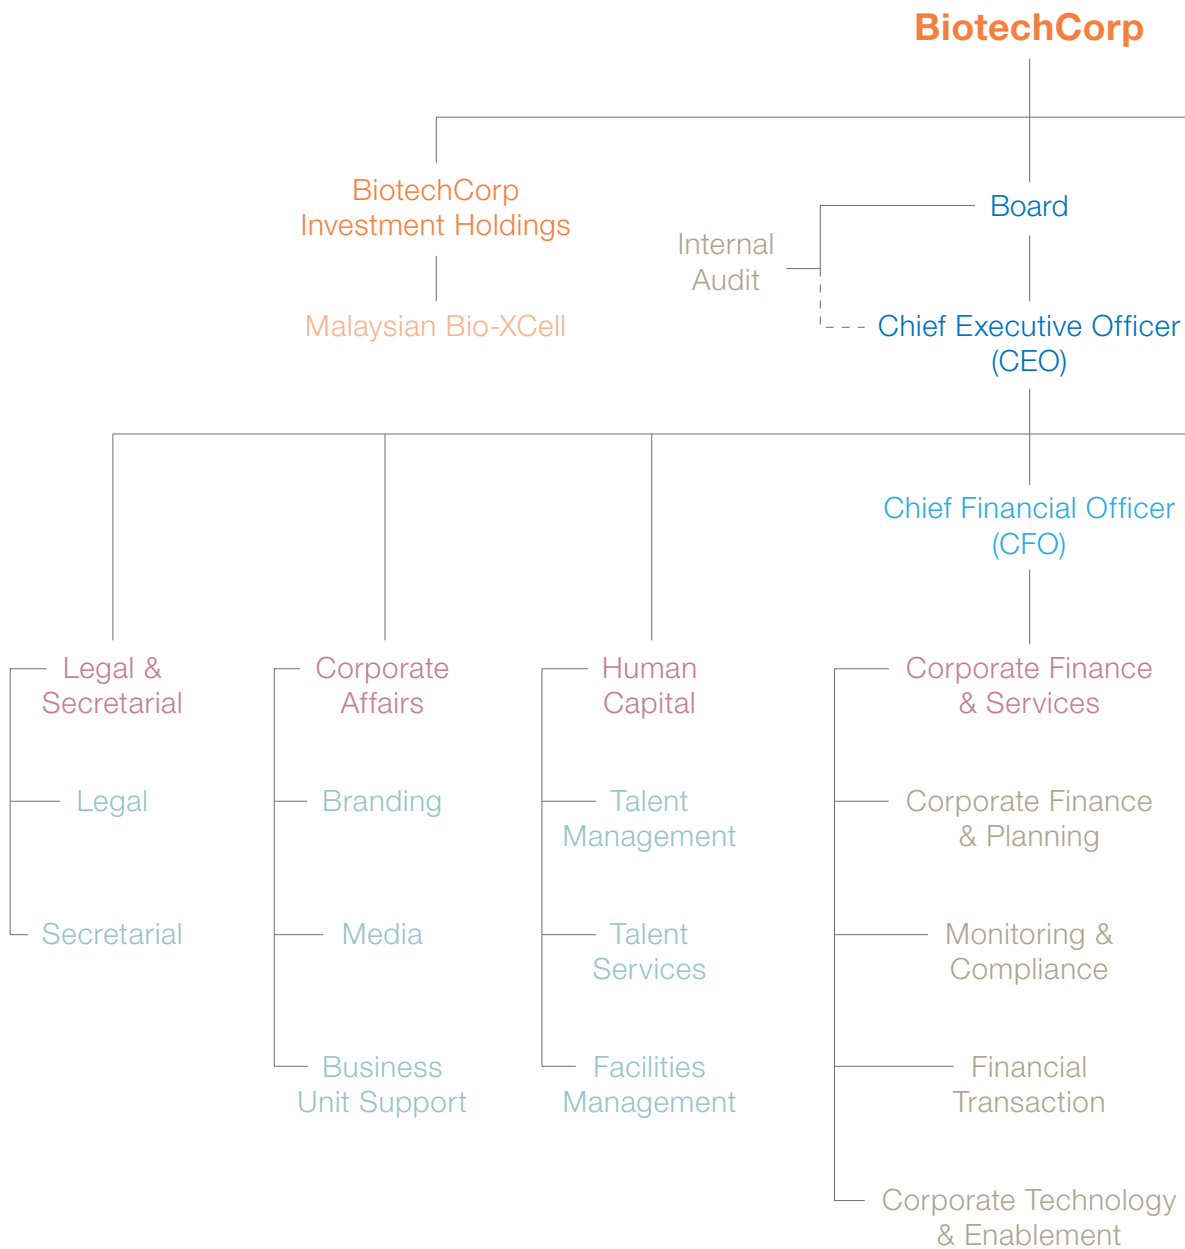 BiotechCorp
BiotechCorp
Investment Holdings
Malaysian Bio-XCell
Board
Internal
Audit
Chief Executive Officer
(CEO)
Chief Financial Officer
(CFO)
Legal &
Secretarial
Legal
Secretarial
Corporate
Affairs
Branding
Media
Business
Unit Support
Human
Capital
Talent
Management
Talent
Services
Facilities
Management
Corporate Finance
& Services
Corporate Finance
& Planning
Monitoring &
Compliance
Financial
Transaction
Corporate Technology
& Enablement